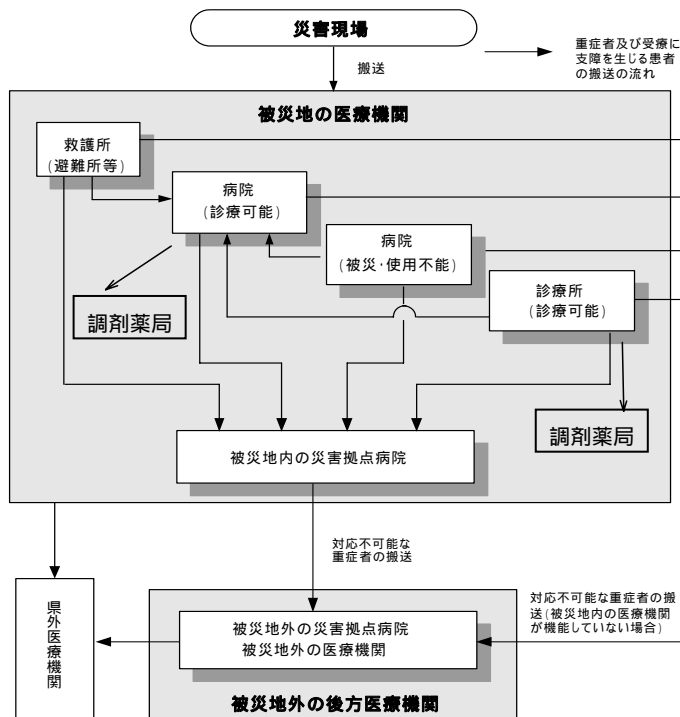 災害現場
重症者及び受療に
支障を生じる患者
の搬送の流れ
搬送
被災地の医療機関
救護所
(避難所等)
病院
(診療可能)
病院
(被災・使用不能)
診療所
(診療可能)
調剤薬局
調剤薬局
被災地内の災害拠点病院
対応不可能な
重症者の搬送
県外医療機関
対応不可能な重症者の搬
送(被災地内の医療機関
が機能していない場合)
被災地外の災害拠点病院
被災地外の医療機関
被災地外の後方医療機関